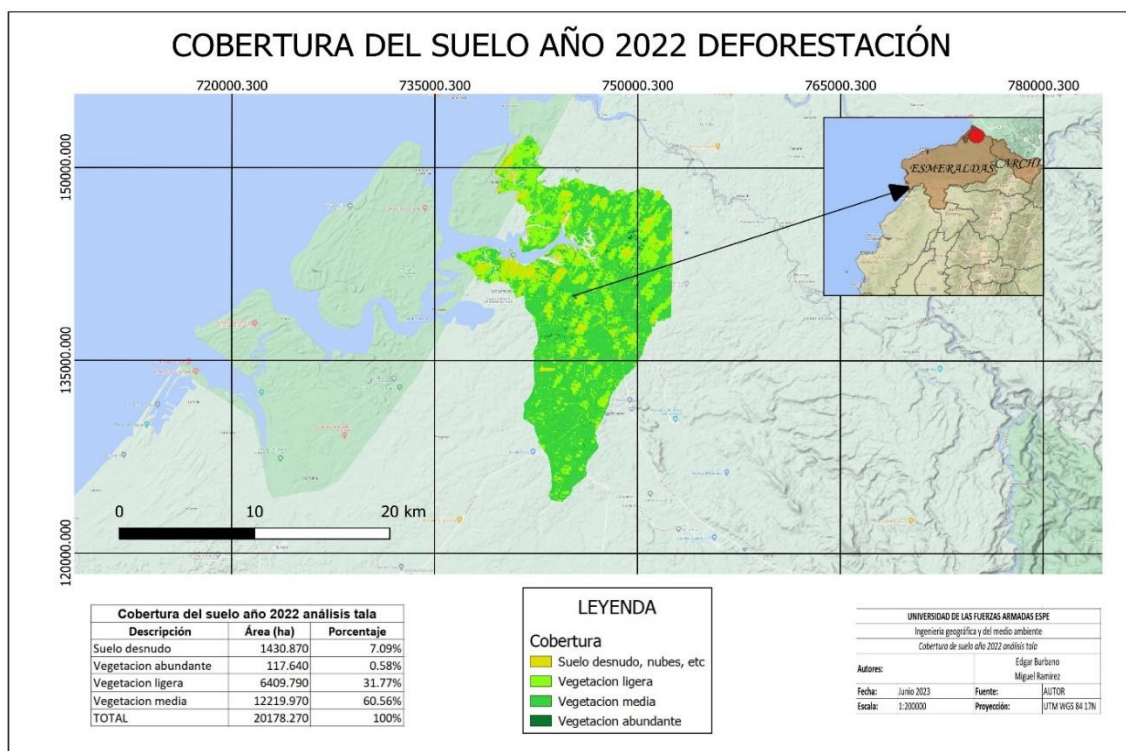 COBERTURA DEL SUELO AÑO 2022 DEFORESTACIÓN
720000.300 735000.300 750000.300 765000.300 780000.300
150000.000
135000.000
120000.000
ESMERALDAS
CARCHI
0 10 20 km
Cobertura del suelo año 2022 análisis tala
Descripción Área (ha) Porcentaje
Suelo desnudo 1430.870 7.09%
Vegetacion abundante 117.640 0.58%
Vegetacion ligera 6409.790 31.77%
Vegetacion media 12219.970 60.56%
TOTAL 20178.270 100%
LEYENDA
Cobertura
Suelo desnudo, nubes, etc
Vegetacion ligera
Vegetacion media
Vegetacion abundante
UNIVERSIDAD DE LAS FUERZAS ARMADAS ESPE
Ingeniería geográfica y del medio ambiente
Cobertura de suelo año 2022 análisis tala
Autores: Edgar Burbano
Miguel Ramirez
Fecha: Junio 2023 Fuente: AUTOR
Escala: 1:200000 Proyección: UTM WGS 84 17N